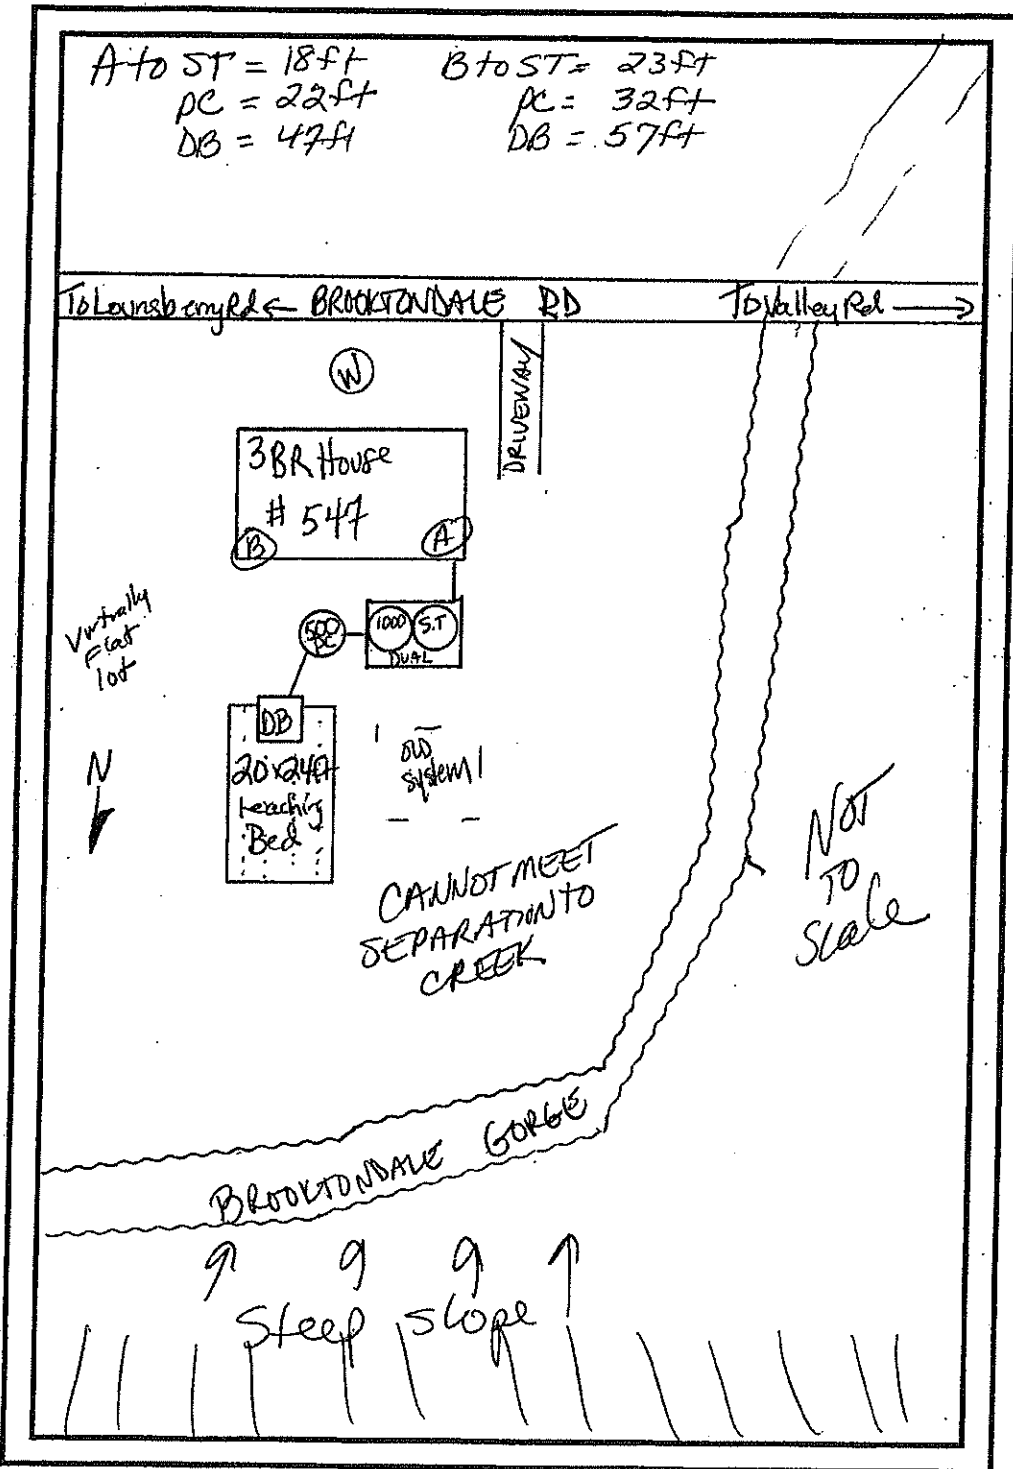 A to ST = 18ft
PC = 22ft
DB = 47ft
B to ST = 23ft
PC = 32ft
DB = 57ft
To Lounsberry Rd ← BROOKTONDALE RD To Valley Rd →
W
DRIVEWAY
3BR House
# 547
B
A
500
PC
1000
S.T
DUAL
Virtually
Flat
lot
DB
20x24ft
Leaching
Bed
OLD
System
N
CANNOT MEET
SEPARATION TO
CREEK
NOT
TO
Scale
BROOKTONDALE GORGE
Steep slope